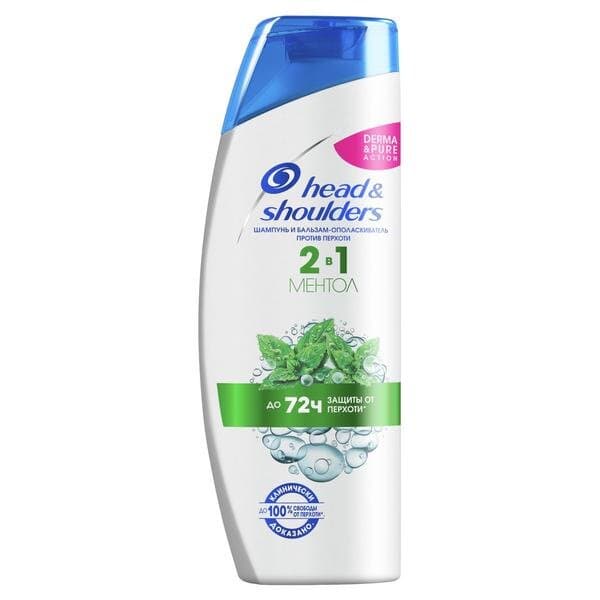 DERMA
&PURE
ACTION
head &
shoulders
ШАМПУНЬ И БАЛЬЗАМ-ОПОЛАСКИВАТЕЛЬ
ПРОТИВ ПЕРХОТИ
2 в 1
МЕНТОЛ
ДО 72Ч ЗАЩИТЫ ОТ
ПЕРХОТИ*
КЛИНИЧЕСКИ
ДО 100% СВОБОДЫ
ОТ ПЕРХОТИ*.
ДОКАЗАНО.